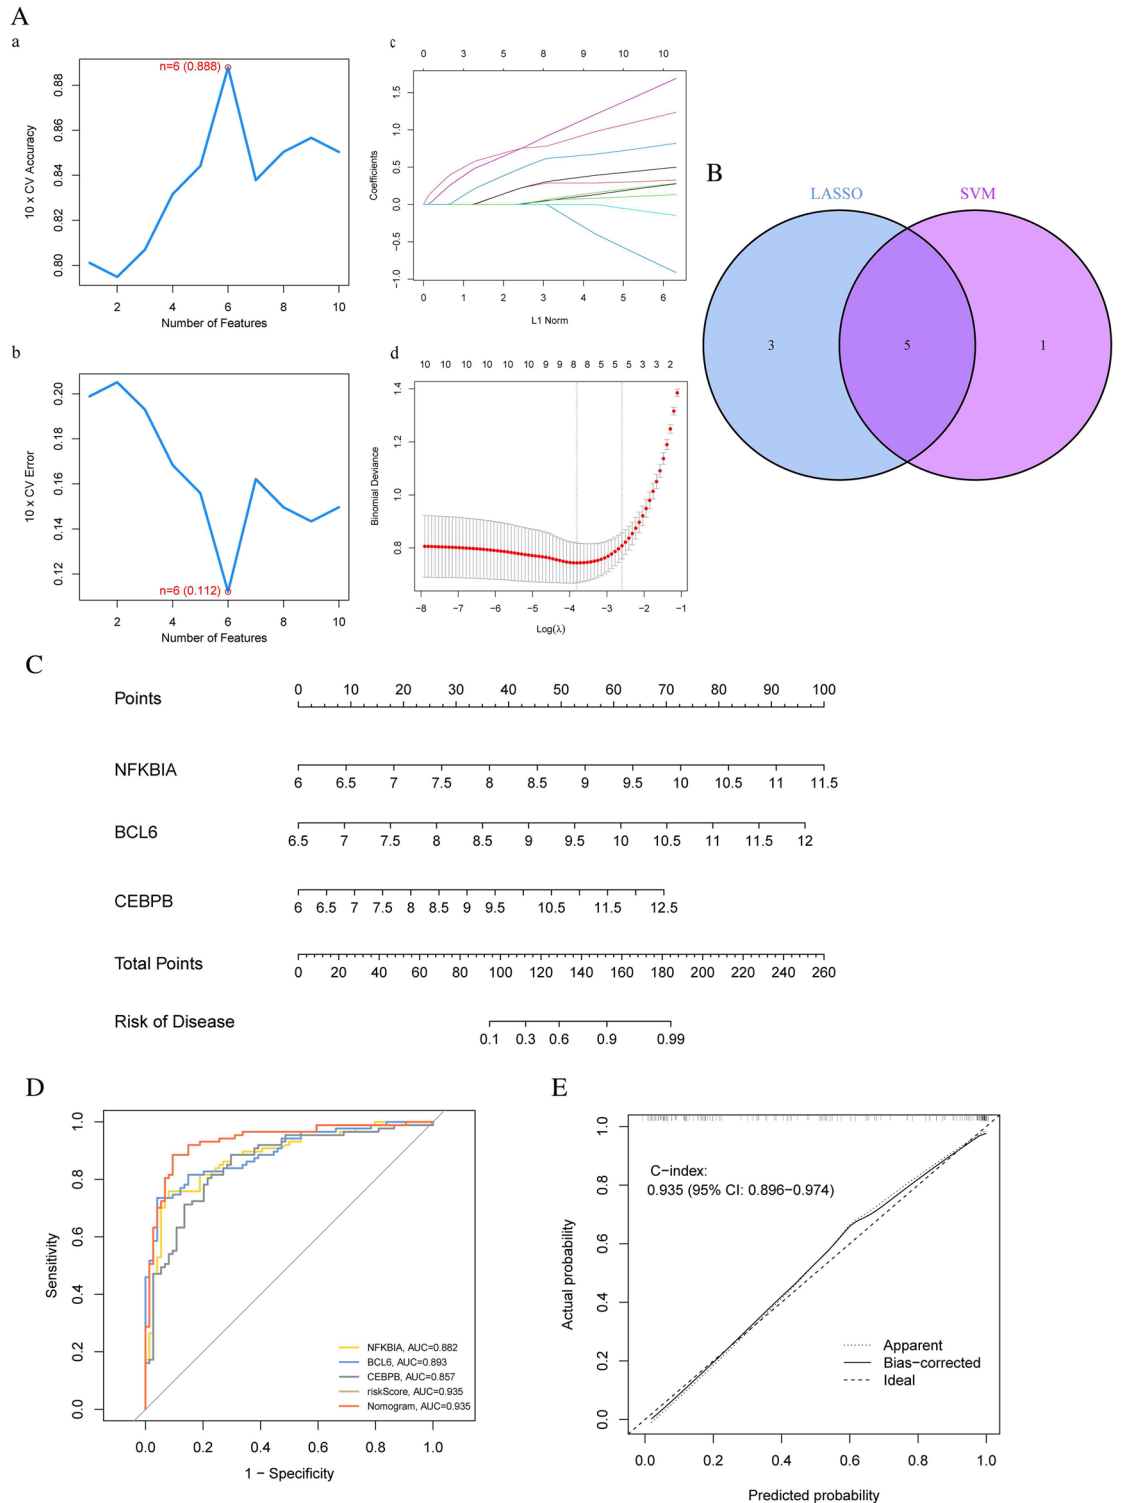 A
a
n=6 (0.888)
0.88
0.86
0.84
0.82
0.80
10 x CV Accuracy
2 4 6 8 10
Number of Features
c
0 3 5 8 9 10 10
1.5
1.0
0.5
0.0
−0.5
−1.0
Coefficients
0 1 2 3 4 5 6
L1 Norm
b
0.20
0.18
0.16
0.14
0.12
10 x CV Error
n=6 (0.112)
2 4 6 8 10
Number of Features
d
10 10 10 10 10 10 9 9 8 8 5 5 5 3 3 2
1.4
1.2
1.0
0.8
Binomial Deviance
−8 −7 −6 −5 −4 −3 −2 −1
Log(λ)
B
LASSO SVM
3 5 1
C
Points
0 10 20 30 40 50 60 70 80 90 100
NFKBIA
6 6.5 7 7.5 8 8.5 9 9.5 10 10.5 11 11.5
BCL6
6.5 7 7.5 8 8.5 9 9.5 10 10.5 11 11.5 12
CEBPB
6 6.5 7 7.5 8 8.5 9 9.5 10.5 11.5 12.5
Total Points
0 20 40 60 80 100 120 140 160 180 200 220 240 260
Risk of Disease
0.1 0.3 0.6 0.9 0.99
D
1.0
0.8
0.6
0.4
0.2
0.0
Sensitivity
NFKBIA, AUC=0.882
BCL6, AUC=0.893
CEBPB, AUC=0.857
riskScore, AUC=0.935
Nomogram, AUC=0.935
0.0 0.2 0.4 0.6 0.8 1.0
1 − Specificity
E
1.0
0.8
0.6
0.4
0.2
0.0
Actual probability
C−index:
0.935 (95% CI: 0.896−0.974)
Apparent
Bias−corrected
Ideal
0.0 0.2 0.4 0.6 0.8 1.0
Predicted probability